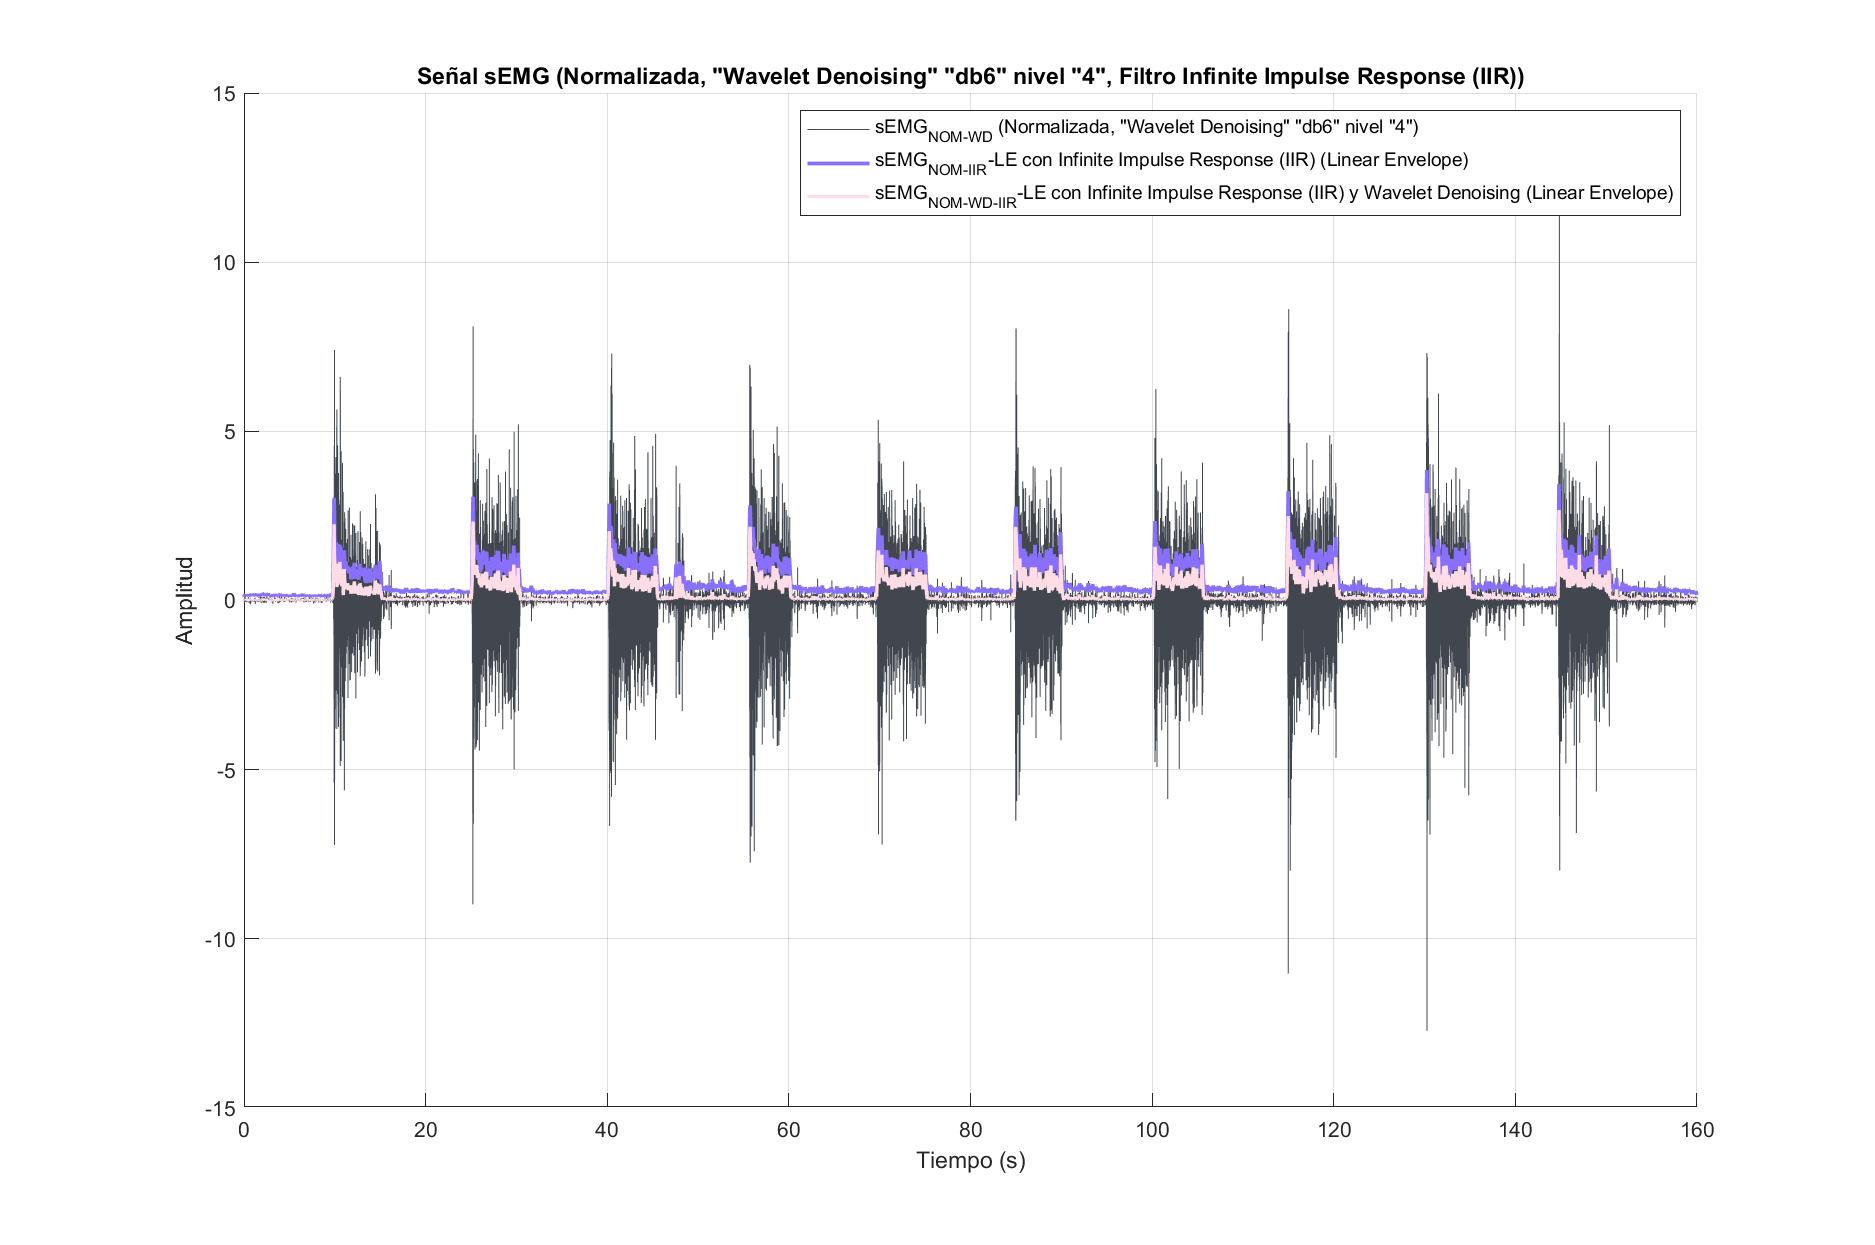 Señal sEMG (Normalizada, "Wavelet Denoising" "db6" nivel "4", Filtro Infinite Impulse Response (IIR))
sEMG_NOM-WD (Normalizada, "Wavelet Denoising" "db6" nivel "4")
sEMG_NOM-IIR-LE con Infinite Impulse Response (IIR) (Linear Envelope)
sEMG_NOM-WD-IIR-LE con Infinite Impulse Response (IIR) y Wavelet Denoising (Linear Envelope)
Amplitud
15
10
5
0
-5
-10
-15
0 20 40 60 80 100 120 140 160
Tiempo (s)